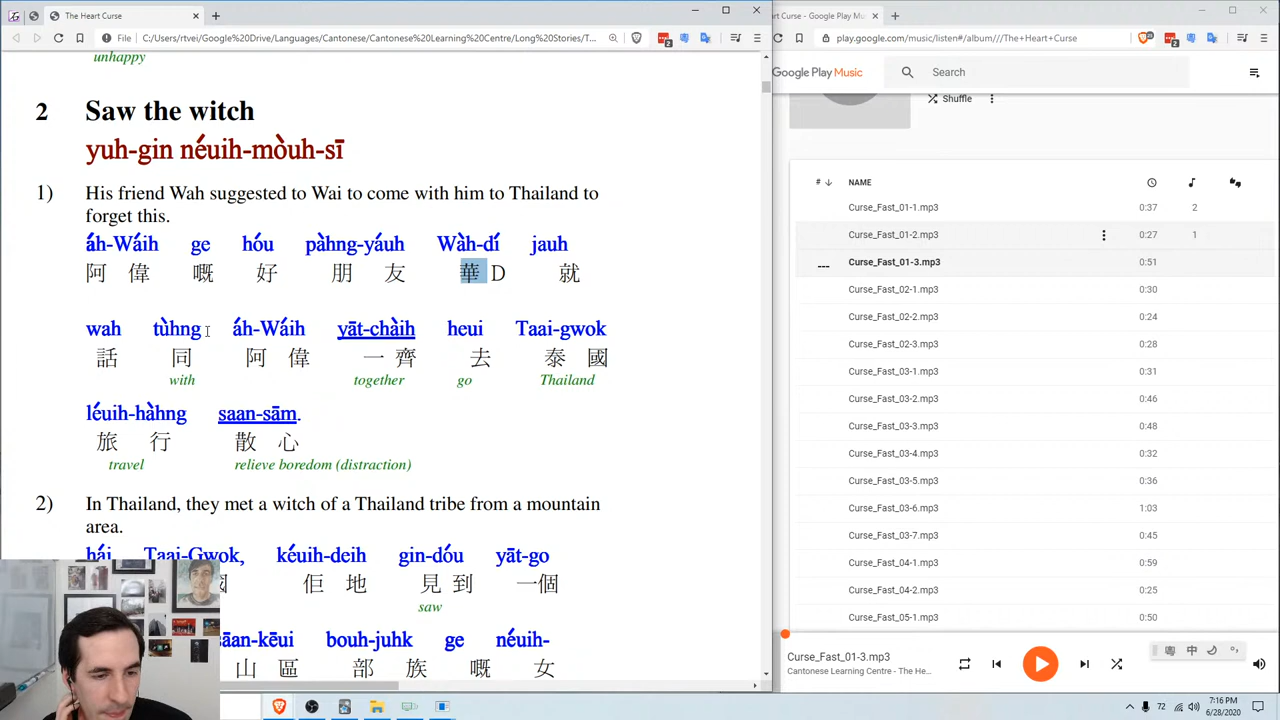 The Heart Curse
rt Curse - Google Play Music
File C:/Users/rtvei/Google%20Drive/Languages/Cantonese/Cantonese%20Learning%20Centre/Long%20Stories/T...
play.google.com/music/listen#/album///The+Heart+Curse
unhappy
2 Saw the witch
yuh-gin néuih-mòuh-sī
1) His friend Wah suggested to Wai to come with him to Thailand to
forget this.
áh-Wáih ge hóu pàhng-yáuh Wàh-dí jauh
阿 偉 嘅 好 朋 友 華 D 就
wah tùhng áh-Wáih yāt-chàih heui Taai-gwok
話 同 阿 偉 一 齊 去 泰 國
with together go Thailand
léuih-hàhng saan-sām.
旅 行 散 心
travel relieve boredom (distraction)
2) In Thailand, they met a witch of a Thailand tribe from a mountain
area.
hái Taai-Gwok, kéuih-deih gin-dóu yāt-go
佢 地 見 到 一個
saw
sāan-kēui bouh-juhk ge néuih-
山 區 部 族 嘅 女
Google Play Music
Search
Shuffle
# NAME
Curse_Fast_01-1.mp3 0:37 2
Curse_Fast_01-2.mp3 0:27 1
Curse_Fast_01-3.mp3 0:51
Curse_Fast_02-1.mp3 0:30
Curse_Fast_02-2.mp3 0:24
Curse_Fast_02-3.mp3 0:28
Curse_Fast_03-1.mp3 0:31
Curse_Fast_03-2.mp3 0:46
Curse_Fast_03-3.mp3 0:48
Curse_Fast_03-4.mp3 0:32
Curse_Fast_03-5.mp3 0:36
Curse_Fast_03-6.mp3 1:03
Curse_Fast_03-7.mp3 0:45
Curse_Fast_04-1.mp3 0:59
Curse_Fast_04-2.mp3 0:25
Curse_Fast_05-1.mp3 0:50
Curse_Fast_01-3.mp3
Cantonese Learning Centre - The He...
粵 中
72
7:16 PM
6/28/2020